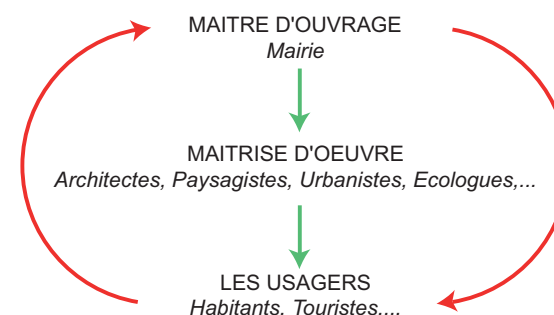 MAITRE D'OUVRAGE
Mairie
MAITRISE D'OEUVRE
Architectes, Paysagistes, Urbanistes, Ecologues,...
LES USAGERS
Habitants, Touristes,...